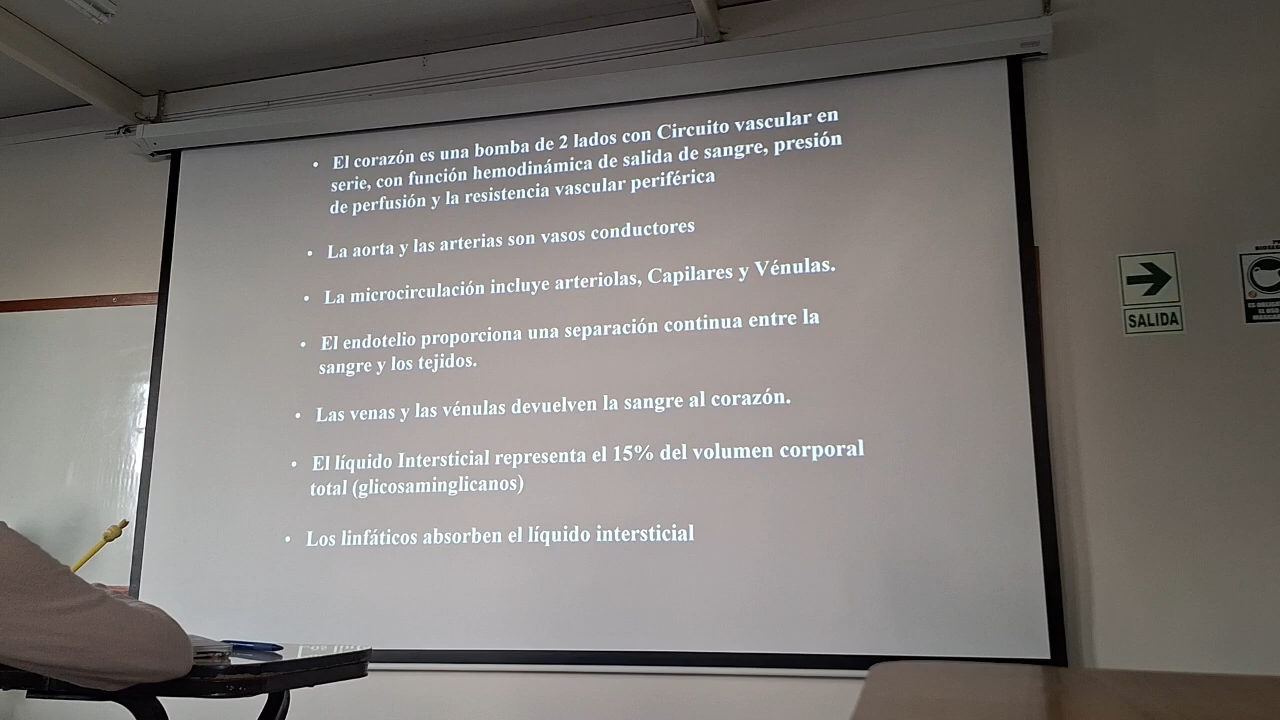 • El corazón es una bomba de 2 lados con Circuito vascular en
serie, con función hemodinámica de salida de sangre, presión
de perfusión y la resistencia vascular periférica
• La aorta y las arterias son vasos conductores
• La microcirculación incluye arteriolas, Capilares y Vénulas.
• El endotelio proporciona una separación continua entre la
sangre y los tejidos.
• Las venas y las vénulas devuelven la sangre al corazón.
• El líquido Intersticial representa el 15% del volumen corporal
total (glicosaminglicanos)
• Los linfáticos absorben el líquido intersticial
SALIDA
EL USO